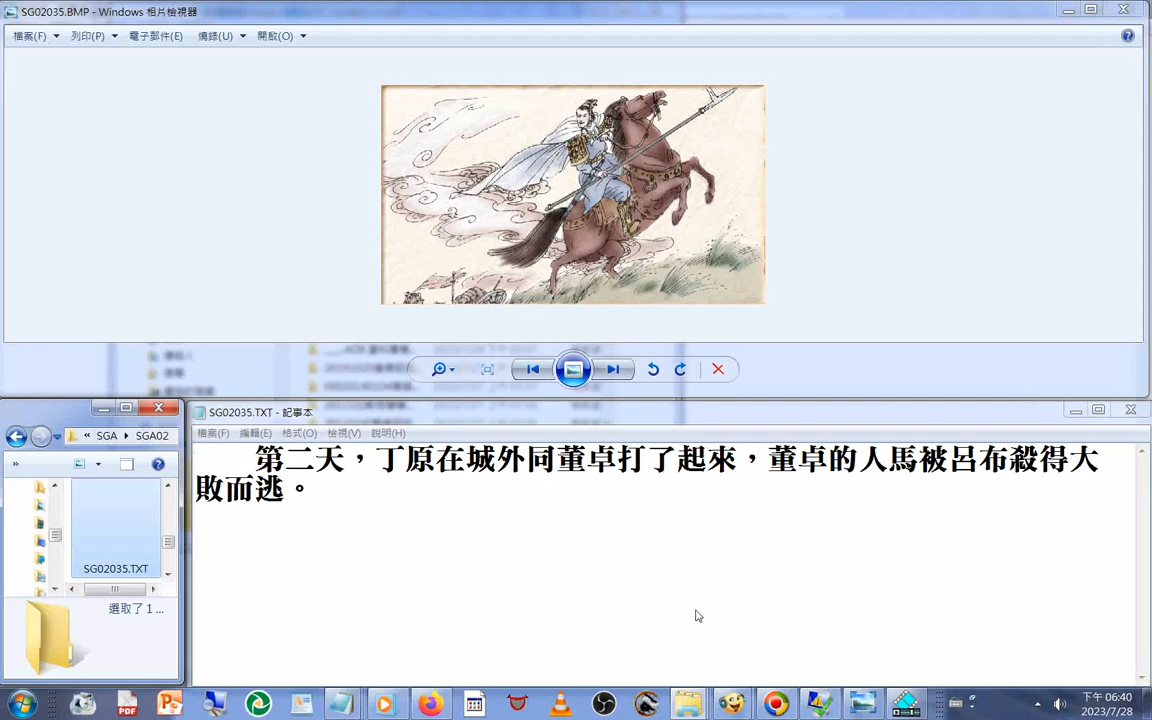 SG02035.BMP - Windows 相片檢視器
檔案(F) 列印(P) 電子郵件(E) 燒錄(U) 開啟(O)
SG02035.TXT - 記事本
檔案(F) 編輯(E) 格式(O) 檢視(V) 說明(H)
第二天，丁原在城外同董卓打了起來，董卓的人馬被呂布殺得大
敗而逃。
« SGA ▸ SGA02
»
SG02035.TXT
選取了 1 ...
PDF
下午 06:40
2023/7/28